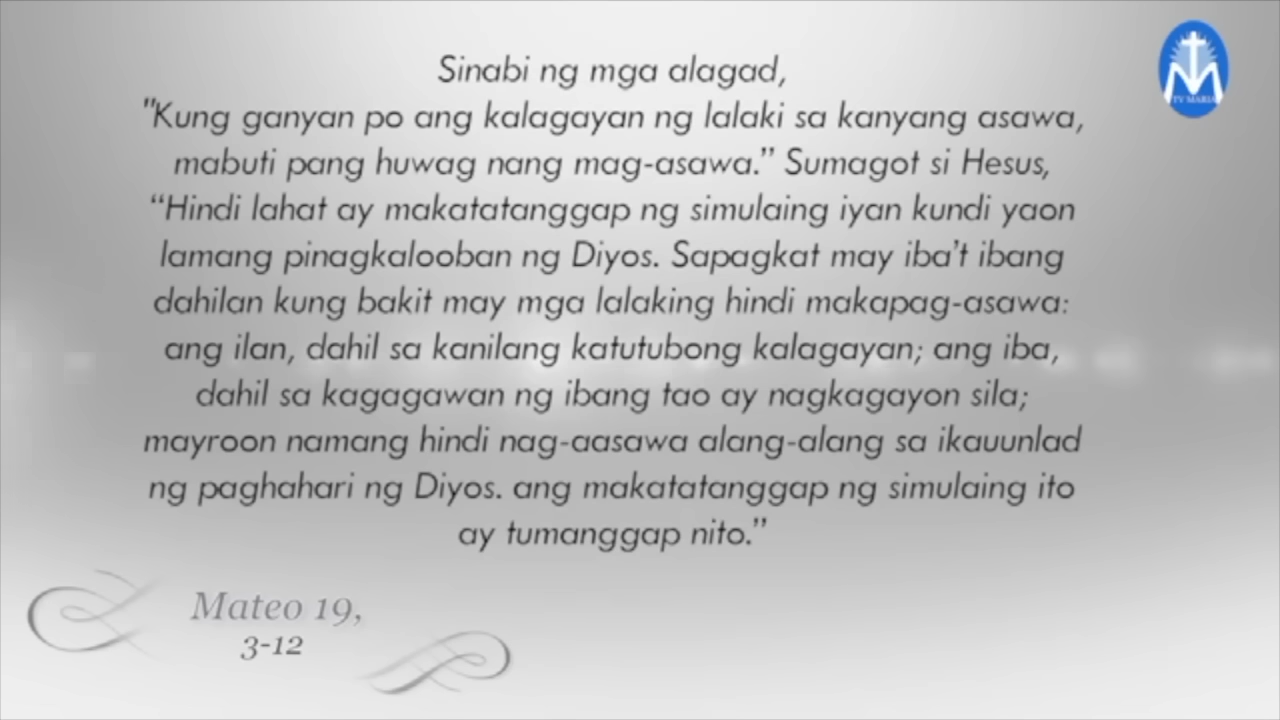 Sinabi ng mga alagad,
"Kung ganyan po ang kalagayan ng lalaki sa kanyang asawa,
mabuti pang huwag nang mag-asawa.” Sumagot si Hesus,
“Hindi lahat ay makatatanggap ng simulaing iyan kundi yaon
lamang pinagkalooban ng Diyos. Sapagkat may iba’t ibang
dahilan kung bakit may mga lalaking hindi makapag-asawa:
ang ilan, dahil sa kanilang katutubong kalagayan; ang iba,
dahil sa kagagawan ng ibang tao ay nagkagayon sila;
mayroon namang hindi nag-aasawa alang-alang sa ikauunlad
ng paghahari ng Diyos. ang makatatanggap ng simulaing ito
ay tumanggap nito.”
Mateo 19,
3-12
TV MARIA